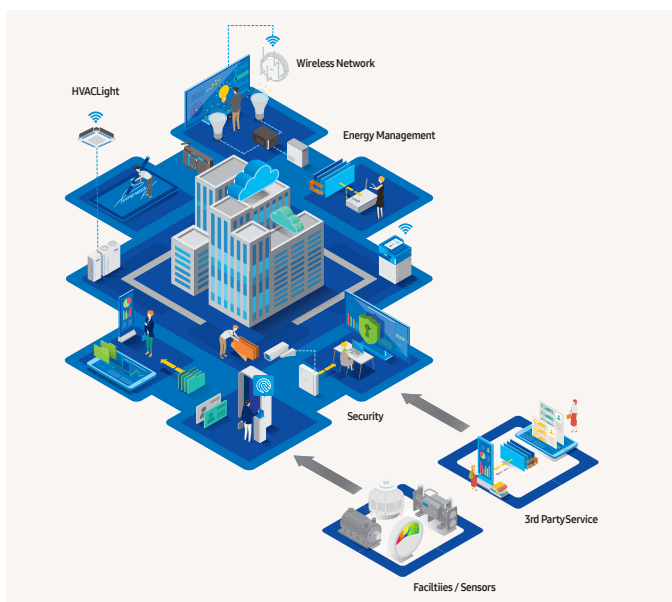 Wireless Network
HVACLight
Energy Management
Security
3rd PartyService
Faciltiies / Sensors